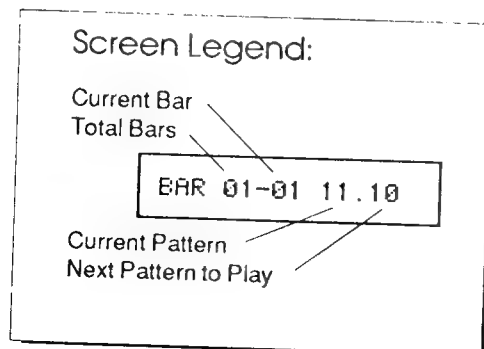 Screen Legend:
Current Bar
Total Bars
BAR 01-01 11.10
Current Pattern
Next Pattern to Play